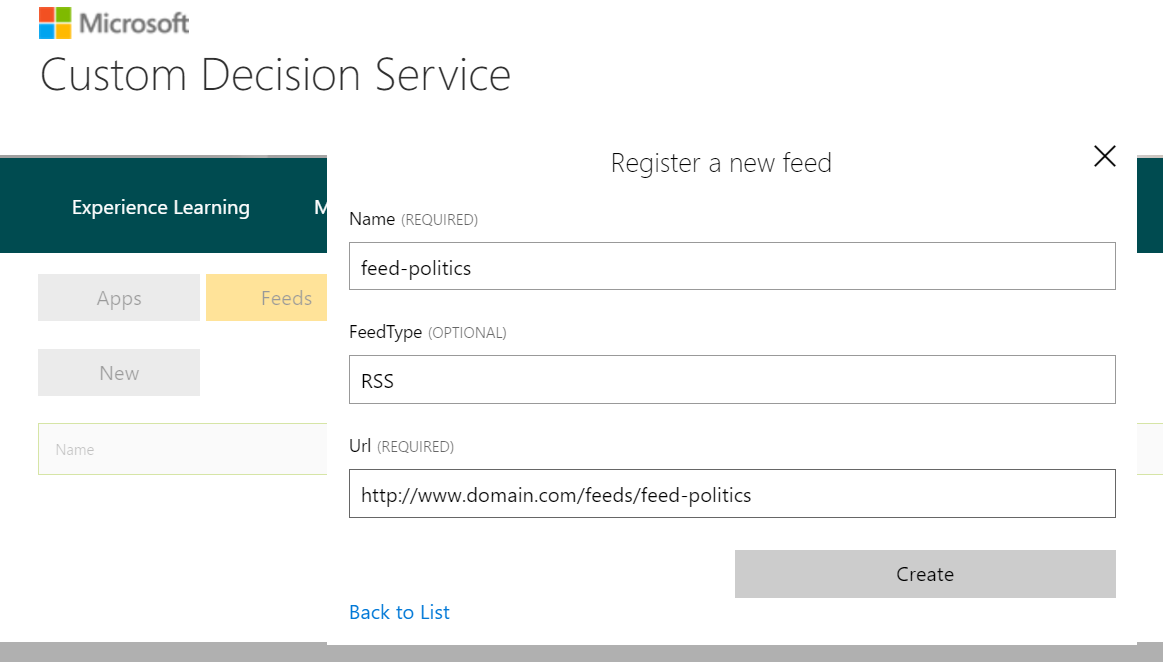 Microsoft
Custom Decision Service
Register a new feed
Experience Learning
M
Name (REQUIRED)
feed-politics
Apps
Feeds
FeedType (OPTIONAL)
RSS
New
Name
Url (REQUIRED)
http://www.domain.com/feeds/feed-politics
Create
Back to List